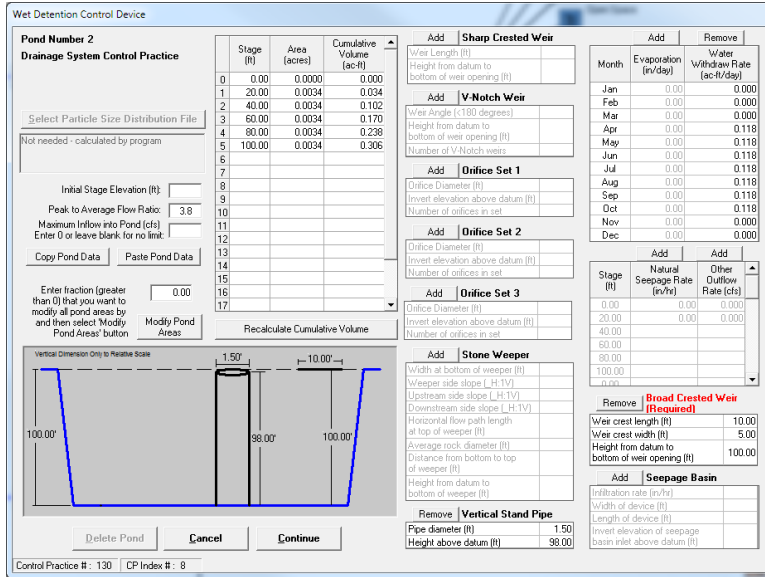 Wet Detention Control Device
Pond Number 2
Drainage System Control Practice
Select Particle Size Distribution File
Not needed - calculated by program
Initial Stage Elevation (ft):
Peak to Average Flow Ratio: 3.8
Maximum Inflow into Pond (cfs)
Enter 0 or leave blank for no limit:
Copy Pond Data Paste Pond Data
Enter fraction (greater
than 0) that you want to
modify all pond areas by
and then select 'Modify
Pond Areas' button
0.00
Modify Pond
Areas
Stage (ft) Area (acres) Cumulative Volume (ac-ft)
0 0.00 0.0000 0.000
1 20.00 0.0034 0.034
2 40.00 0.0034 0.102
3 60.00 0.0034 0.170
4 80.00 0.0034 0.238
5 100.00 0.0034 0.306
6
7
8
9
10
11
12
13
14
15
16
17
Recalculate Cumulative Volume
Vertical Dimension Only to Relative Scale
1.50'
10.00'
100.00'
98.00'
100.00'
Delete Pond Cancel Continue
Control Practice #: 130 CP Index #: 8
Add Sharp Crested Weir
Weir Length (ft)
Height from datum to
bottom of weir opening (ft)
Add V-Notch Weir
Weir Angle (<180 degrees)
Height from datum to
bottom of weir opening (ft)
Number of V-Notch weirs
Add Orifice Set 1
Orifice Diameter (ft)
Invert elevation above datum (ft)
Number of orifices in set
Add Orifice Set 2
Orifice Diameter (ft)
Invert elevation above datum (ft)
Number of orifices in set
Add Orifice Set 3
Orifice Diameter (ft)
Invert elevation above datum (ft)
Number of orifices in set
Add Stone Weeper
Width at bottom of weeper (ft)
Weeper side slope (_H:1V)
Upstream side slope (_H:1V)
Downstream side slope (_H:1V)
Horizontal flow path length
at top of weeper (ft)
Average rock diameter (ft)
Distance from bottom to top
of weeper (ft)
Height from datum to
bottom of weeper (ft)
Remove Vertical Stand Pipe
Pipe diameter (ft) 1.50
Height above datum (ft) 98.00
Add Remove
Month Evaporation (in/day) Water Withdraw Rate (ac-ft/day)
Jan 0.00 0.000
Feb 0.00 0.000
Mar 0.00 0.000
Apr 0.00 0.118
May 0.00 0.118
Jun 0.00 0.118
Jul 0.00 0.118
Aug 0.00 0.118
Sep 0.00 0.118
Oct 0.00 0.118
Nov 0.00 0.000
Dec 0.00 0.000
Add Add
Stage (ft) Natural Seepage Rate (in/hr) Other Outflow Rate (cfs)
0.00 0.00 0.000
20.00 0.00 0.000
40.00
60.00
80.00
100.00
Remove Broad Crested Weir
(Required)
Weir crest length (ft) 10.00
Weir crest width (ft) 5.00
Height from datum to
bottom of weir opening (ft) 100.00
Add Seepage Basin
Infiltration rate (in/hr)
Width of device (ft)
Length of device (ft)
Invert elevation of seepage
basin inlet above datum (ft)